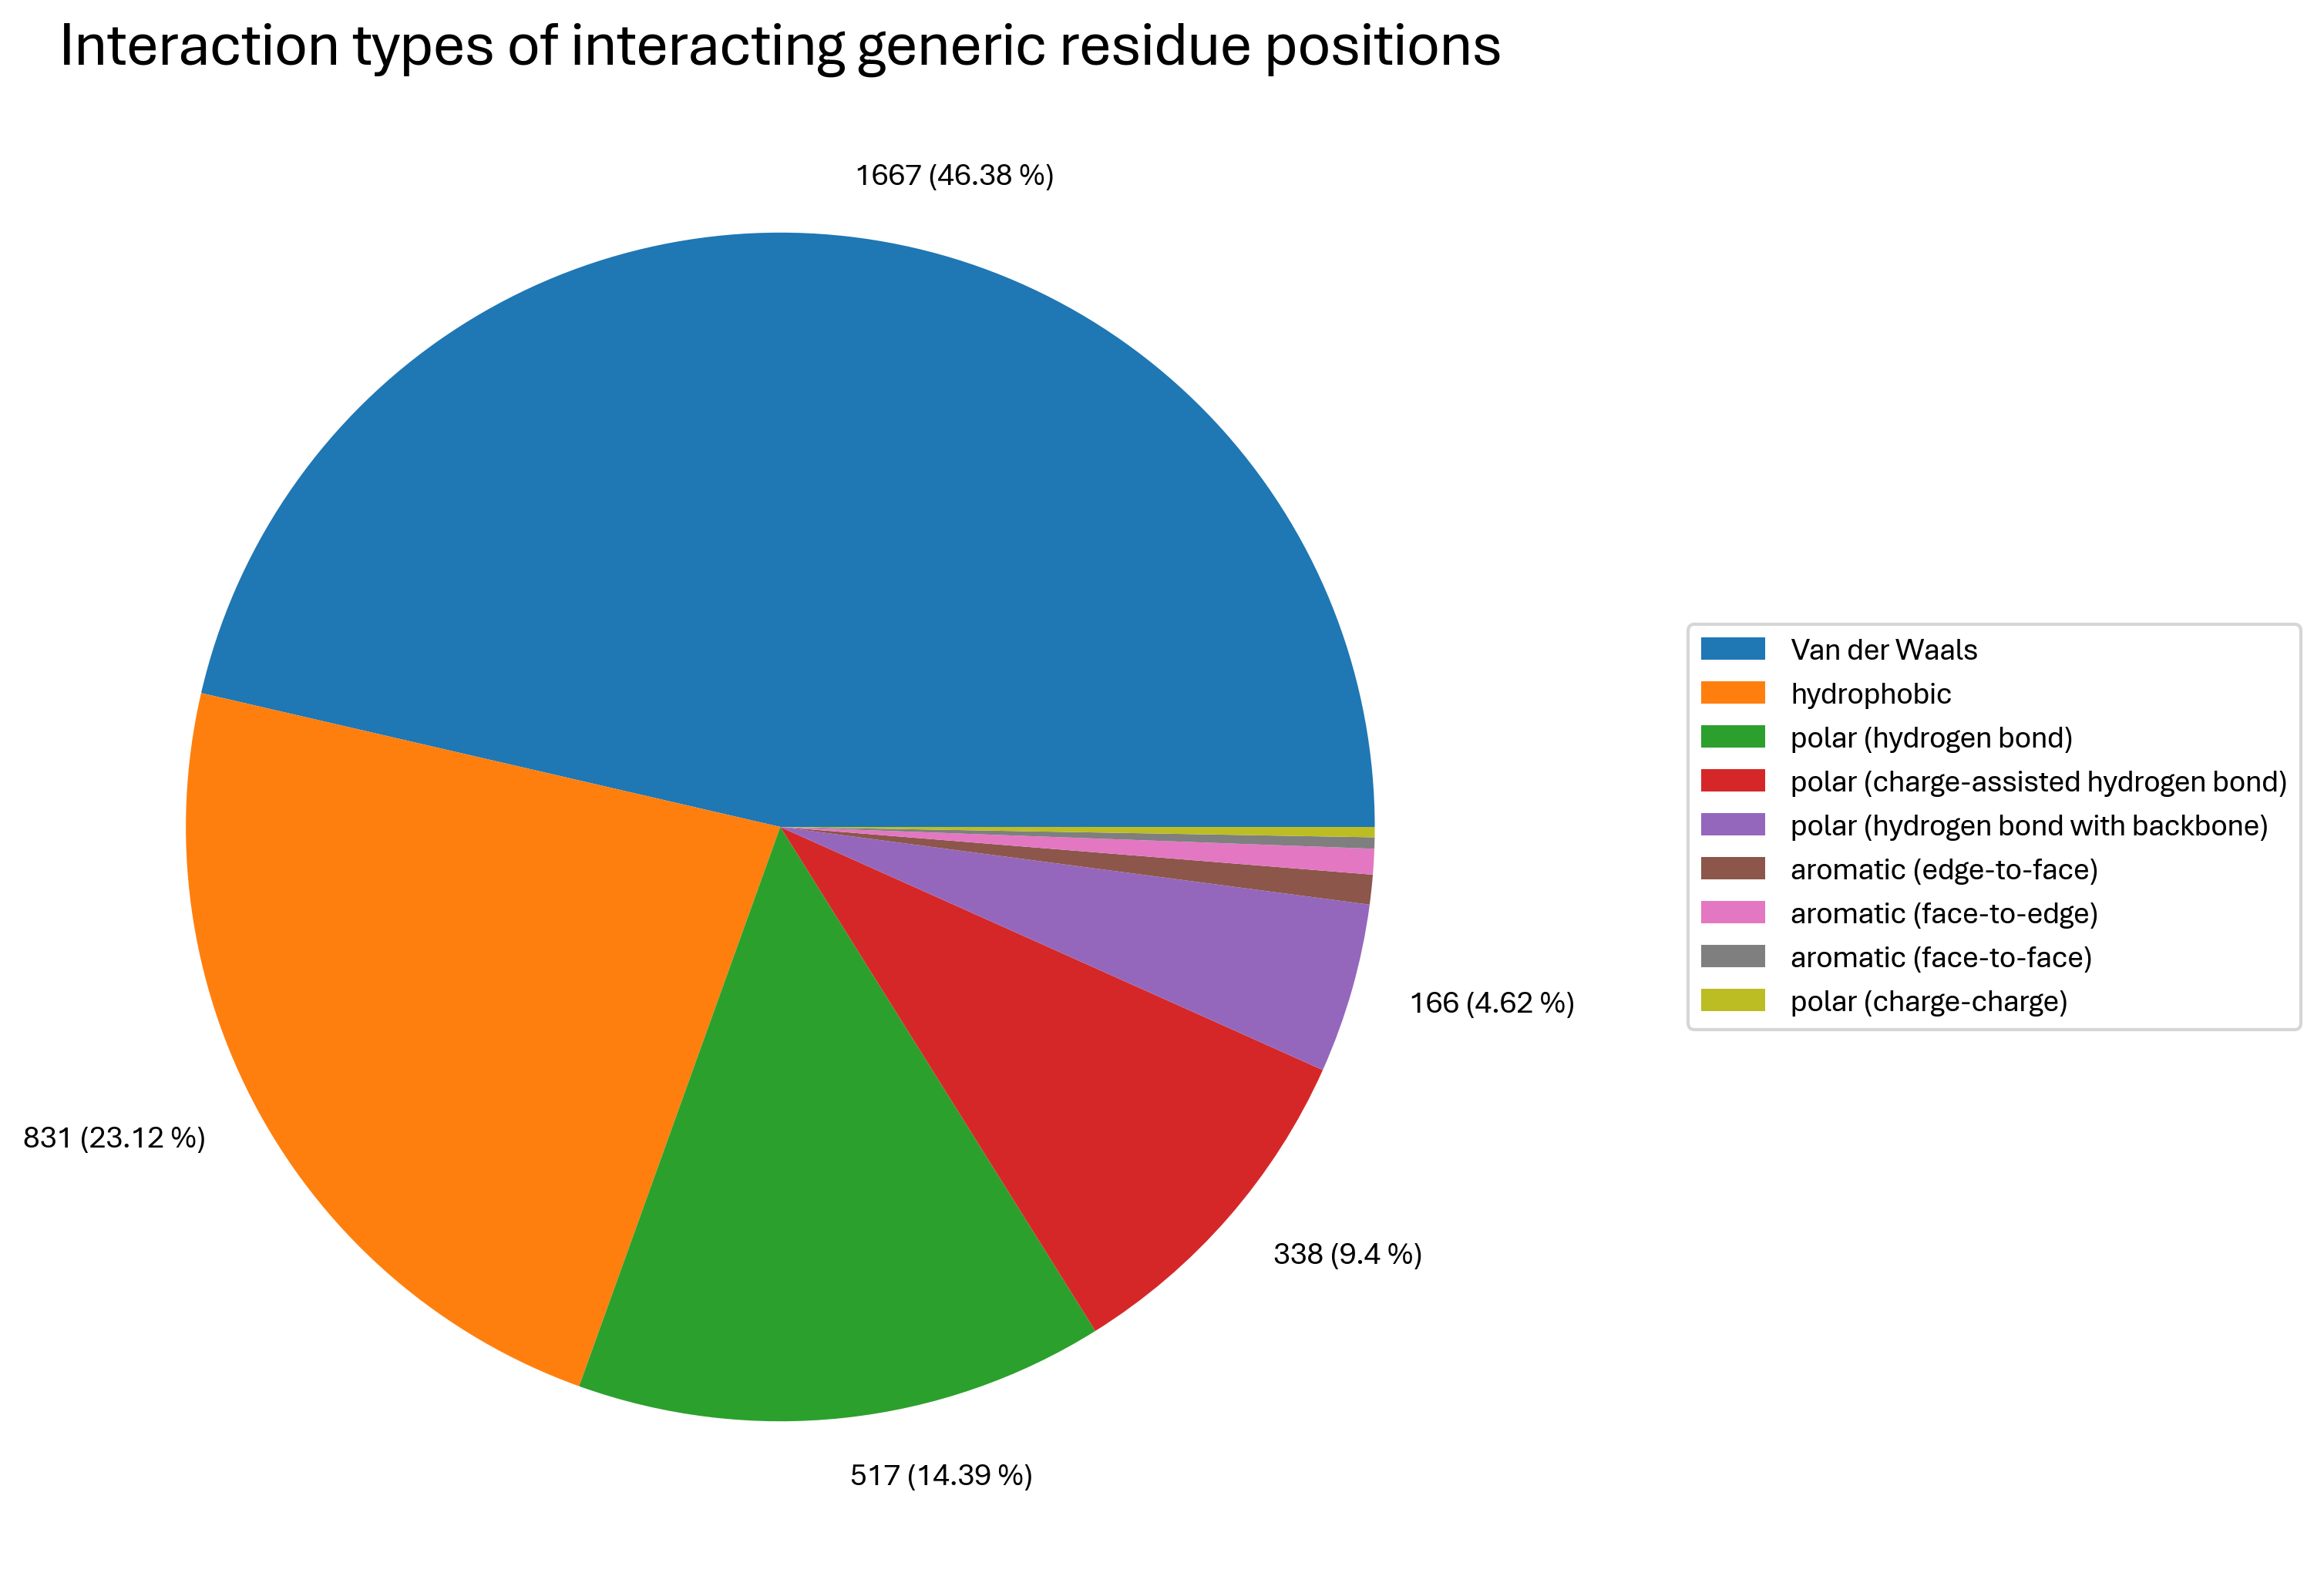 Interaction types of interacting generic residue positions
1667 (46.38 %)
831 (23.12 %)
517 (14.39 %)
338 (9.4 %)
166 (4.62 %)
Van der Waals
hydrophobic
polar (hydrogen bond)
polar (charge-assisted hydrogen bond)
polar (hydrogen bond with backbone)
aromatic (edge-to-face)
aromatic (face-to-edge)
aromatic (face-to-face)
polar (charge-charge)